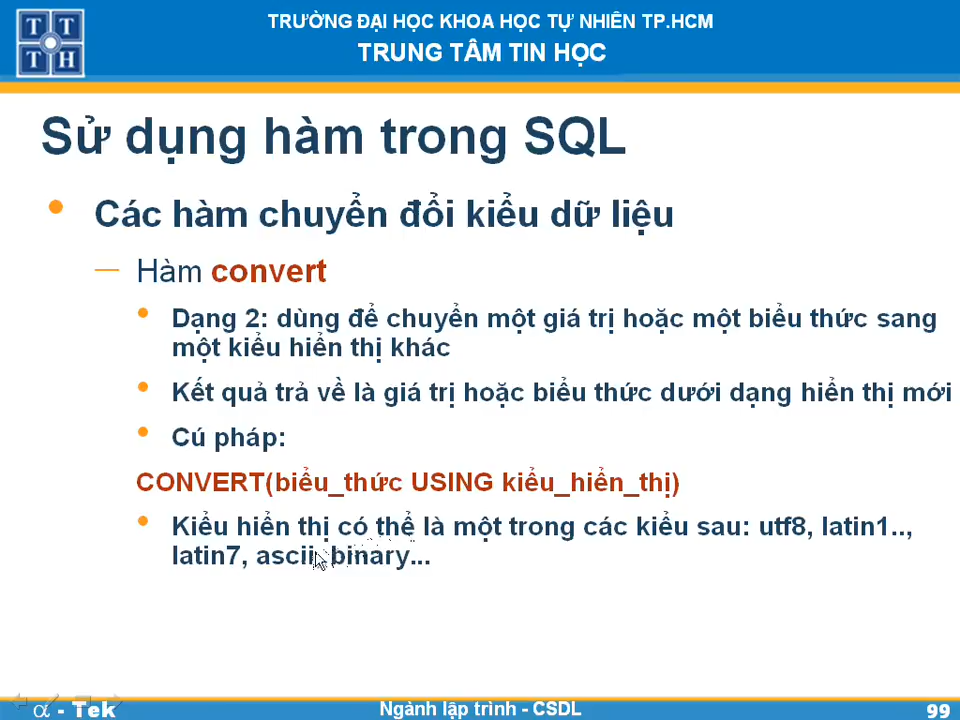 TRƯỜNG ĐẠI HỌC KHOA HỌC TỰ NHIÊN TP.HCM
TRUNG TÂM TIN HỌC
T T
T H
Sử dụng hàm trong SQL
Các hàm chuyển đổi kiểu dữ liệu
Hàm convert
Dạng 2: dùng để chuyển một giá trị hoặc một biểu thức sang
một kiểu hiển thị khác
Kết quả trả về là giá trị hoặc biểu thức dưới dạng hiển thị mới
Cú pháp:
CONVERT(biểu_thức USING kiểu_hiển_thị)
Kiểu hiển thị có thể là một trong các kiểu sau: utf8, latin1..,
latin7, ascii, binary...
α - Tek
Ngành lập trình - CSDL
99